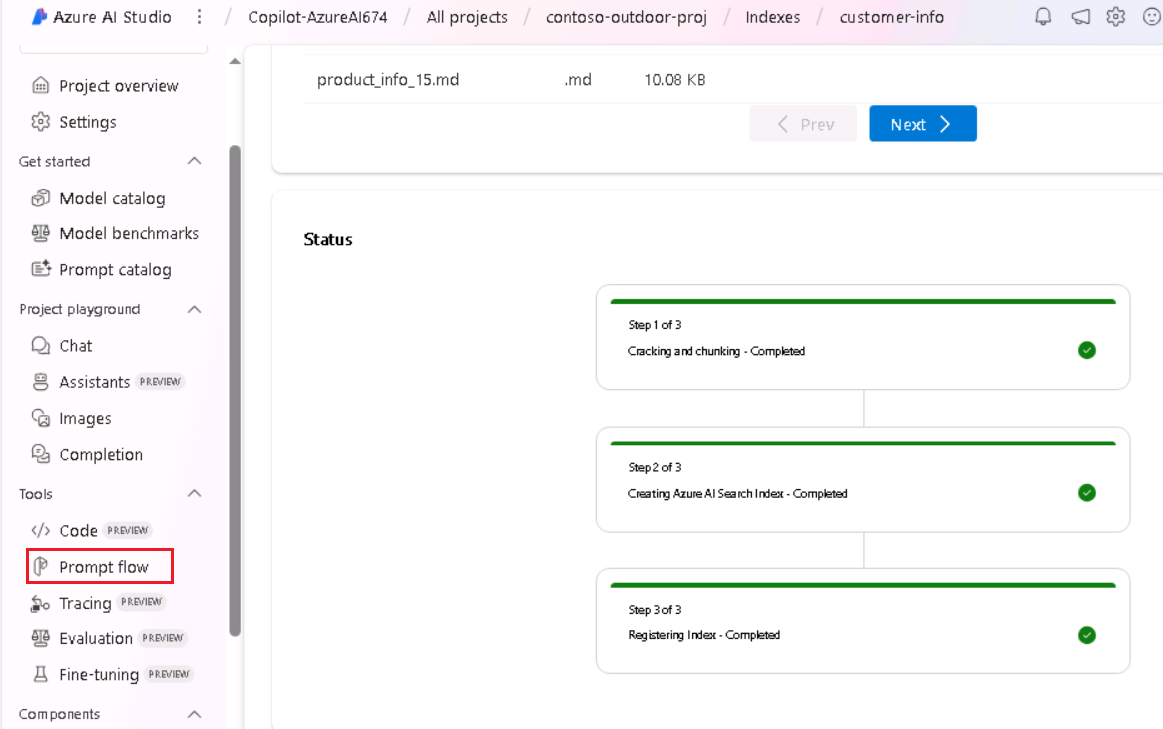 Azure AI Studio / Copilot-AzureAI674 / All projects / contoso-outdoor-proj / Indexes / customer-info
Project overview
Settings
Get started
Model catalog
Model benchmarks
Prompt catalog
Project playground
Chat
Assistants PREVIEW
Images
Completion
Tools
Code PREVIEW
Prompt flow
Tracing PREVIEW
Evaluation PREVIEW
Fine-tuning PREVIEW
Components
product_info_15.md .md 10.08 KB
Prev Next
Status
Step 1 of 3
Cracking and chunking - Completed
Step 2 of 3
Creating Azure AI Search Index - Completed
Step 3 of 3
Registering Index - Completed